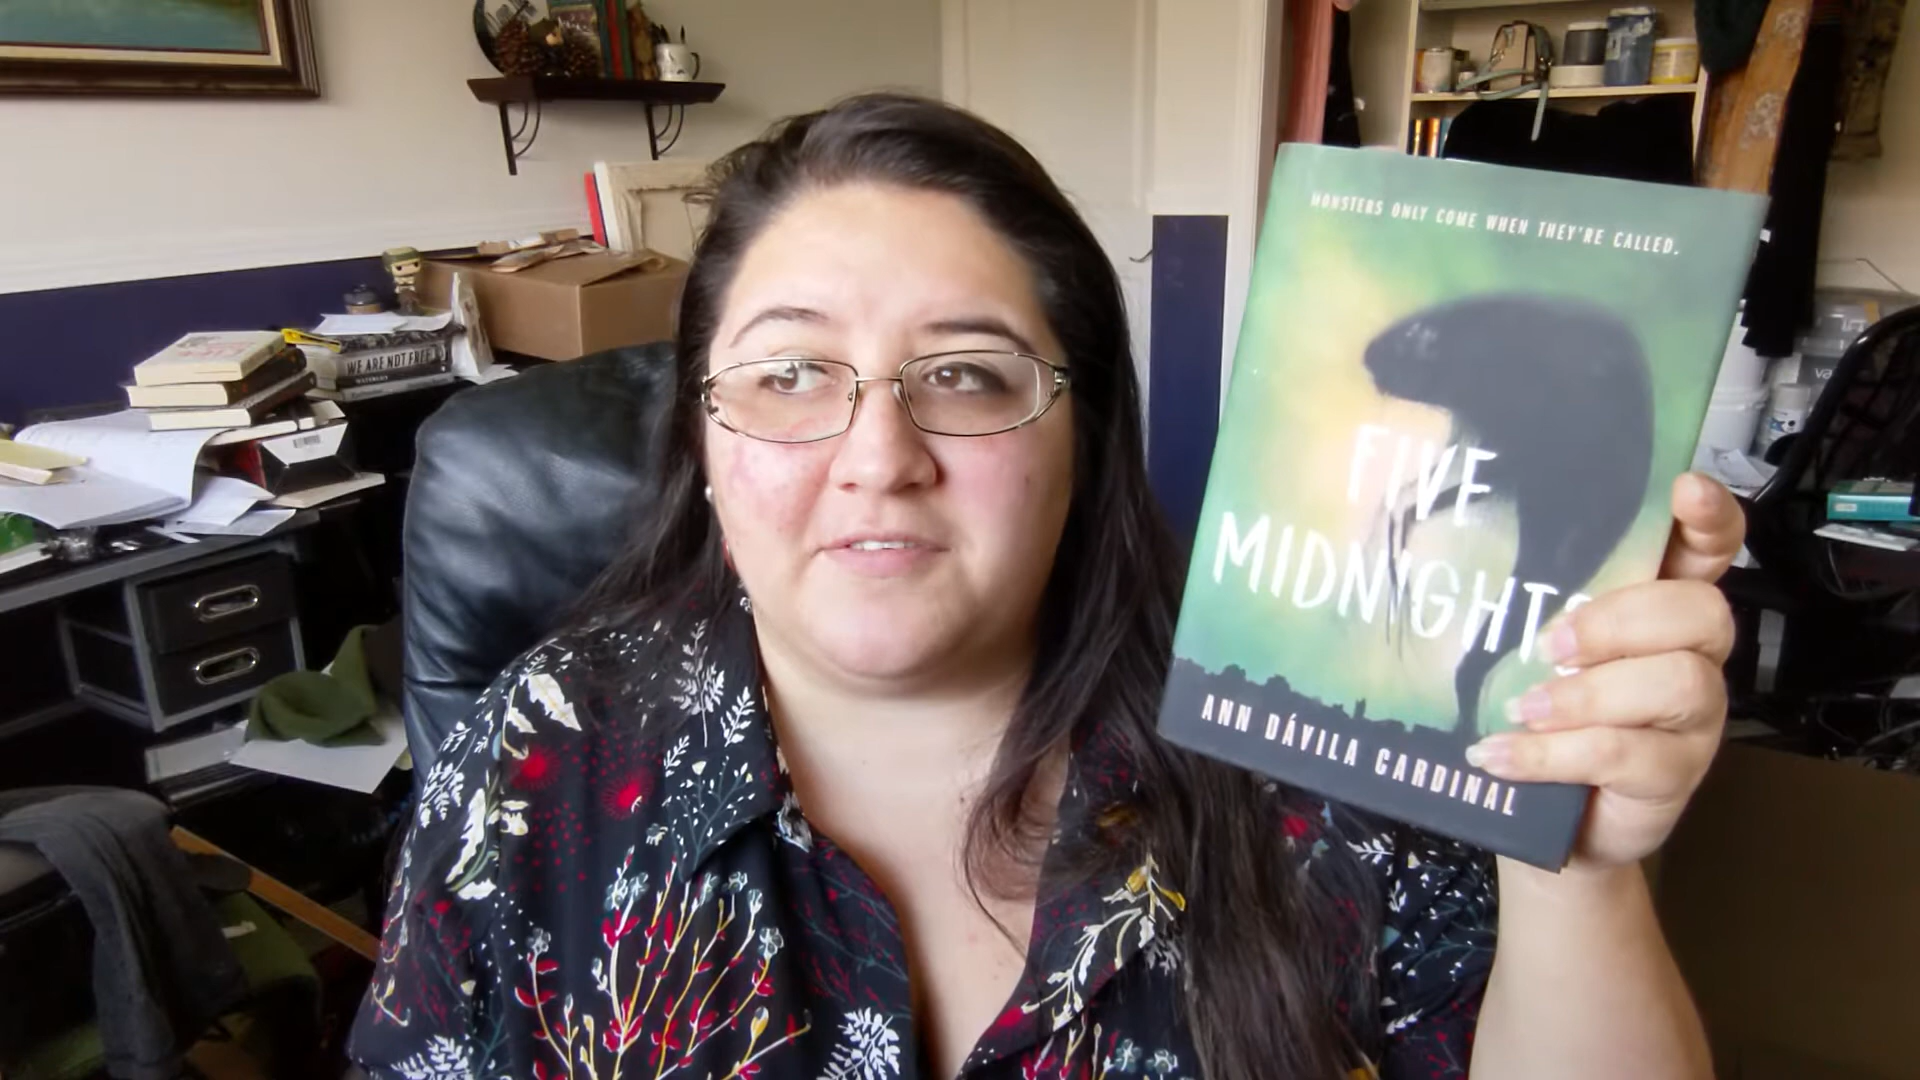 MONSTERS ONLY COME WHEN THEY'RE CALLED.
FIVE
MIDNIGHTS
ANN DÁVILA CARDINAL
WE ARE NOT FREE